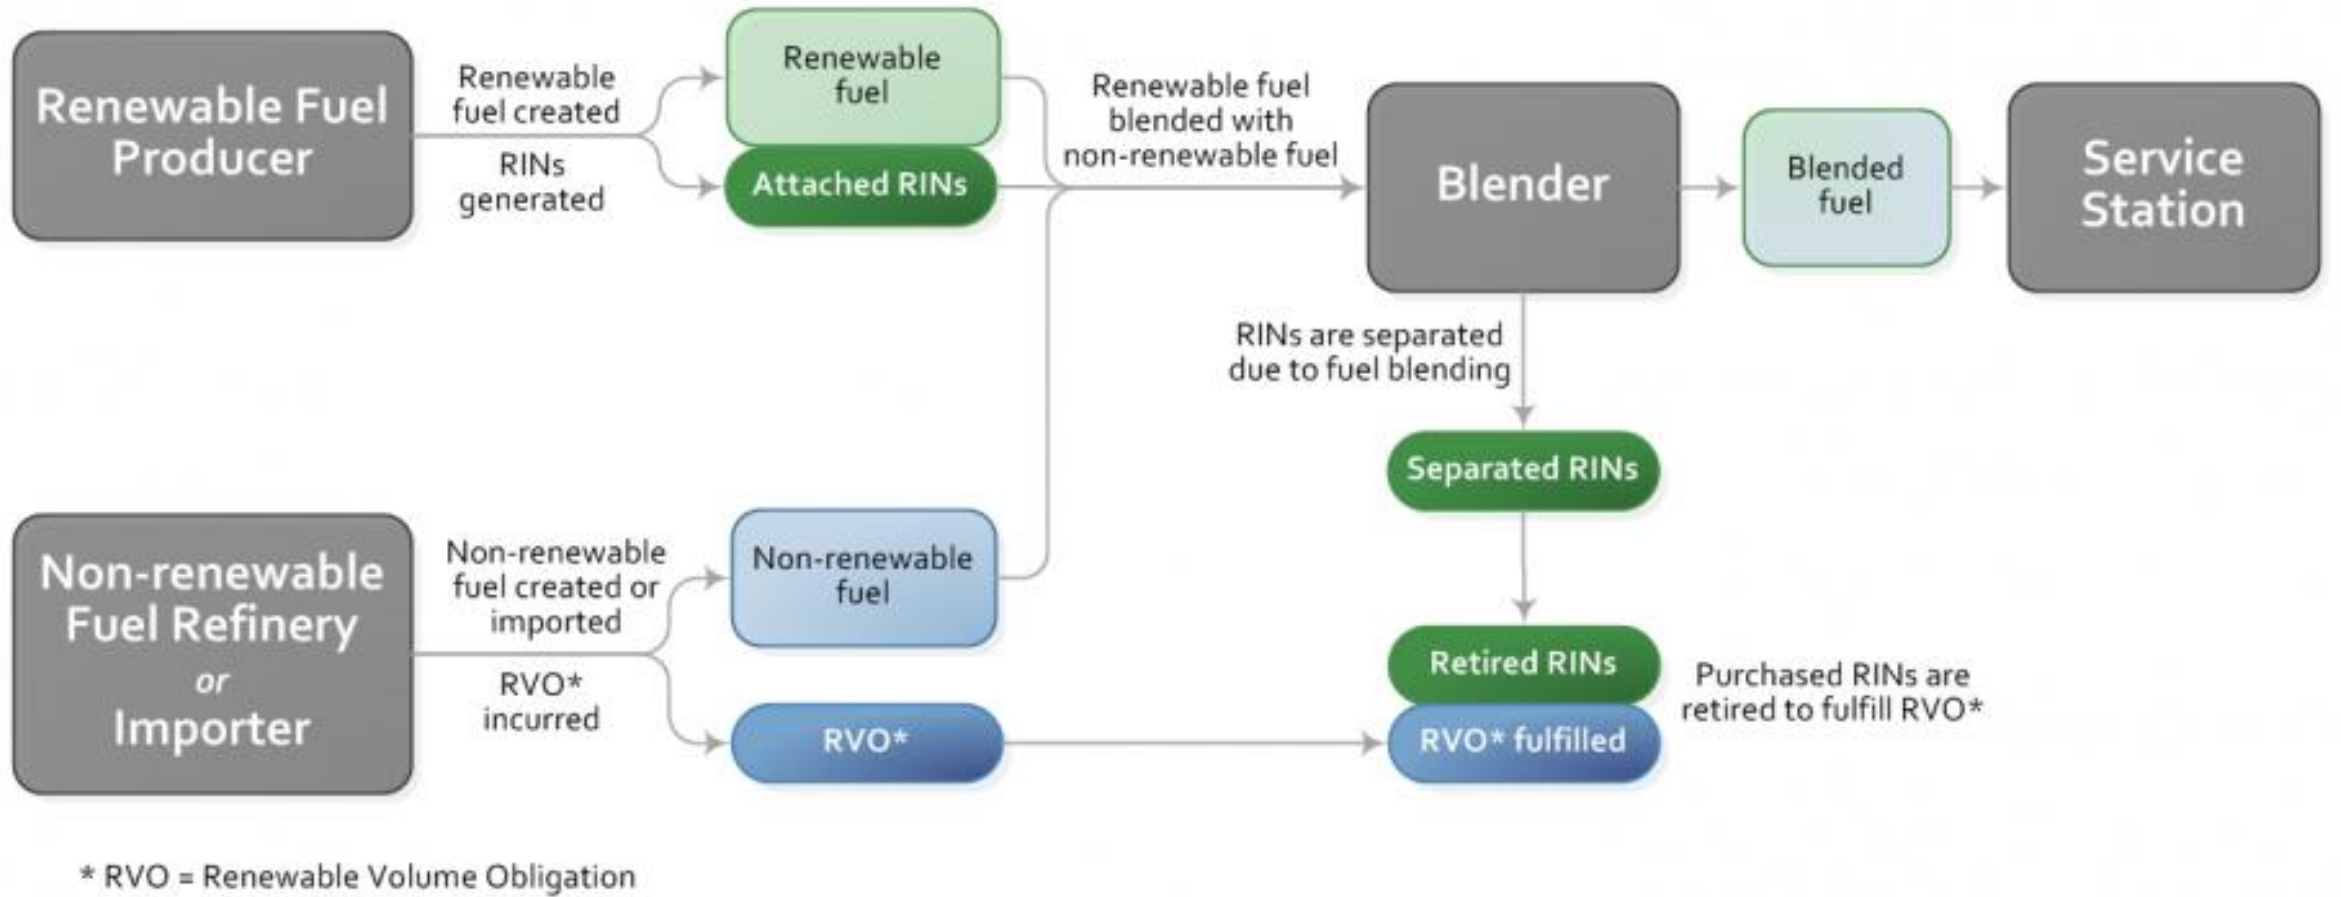 Renewable Fuel
Producer
Renewable
fuel created
RINs
generated
Renewable
fuel
Attached RINs
Renewable fuel
blended with
non-renewable fuel
Blender
Blended
fuel
Service
Station
RINs are separated
due to fuel blending
Separated RINs
Non-renewable
Fuel Refinery
or
Importer
Non-renewable
fuel created or
imported
RVO*
incurred
Non-renewable
fuel
RVO*
Retired RINs
RVO* fulfilled
Purchased RINs are
retired to fulfill RVO*
* RVO = Renewable Volume Obligation